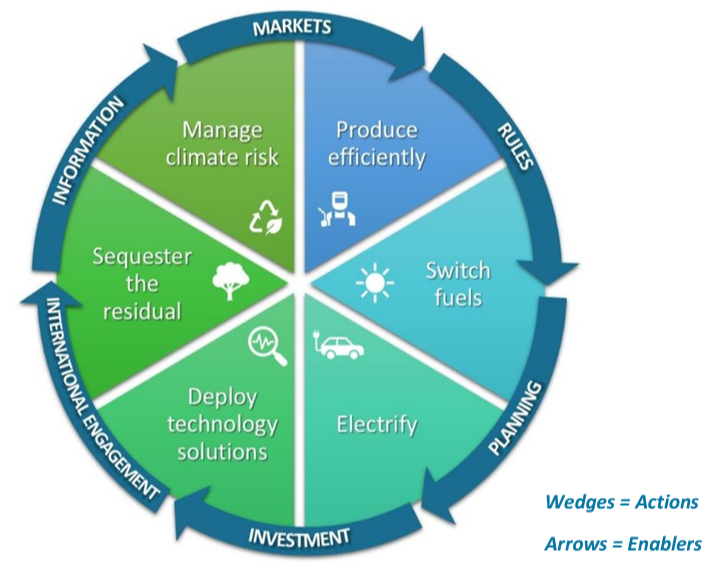 MARKETS
RULES
PLANNING
INVESTMENT
INTERNATIONAL ENGAGEMENT
INFORMATION
Manage
climate risk
Produce
efficiently
Sequester
the
residual
Switch
fuels
Deploy
technology
solutions
Electrify
Wedges = Actions
Arrows = Enablers